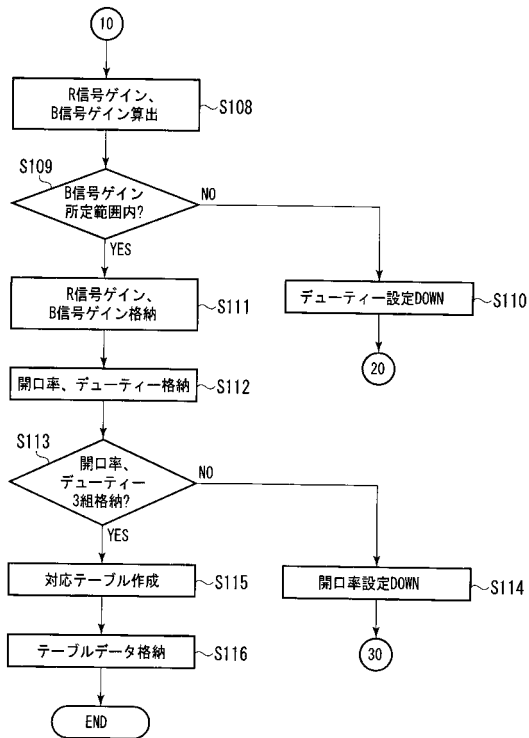 10
R信号ゲイン、
B信号ゲイン算出
S108
S109
B信号ゲイン
所定範囲内?
NO
YES
R信号ゲイン、
B信号ゲイン格納
S111
デューティー設定DOWN
S110
20
開口率、デューティー格納
S112
S113
開口率、
デューティー
3組格納?
NO
YES
対応テーブル作成
S115
開口率設定DOWN
S114
テーブルデータ格納
S116
30
END